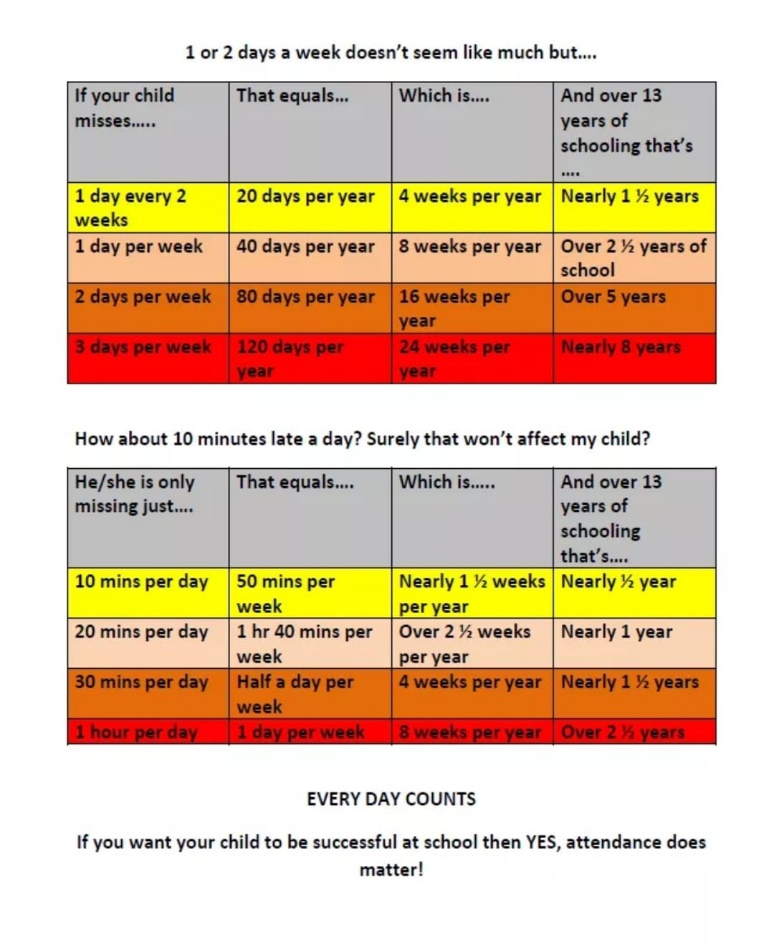 1 or 2 days a week doesn't seem like much but....
If your child misses.....	That equals...	Which is....	And over 13 years of schooling that's ....
1 day every 2 weeks	20 days per year	4 weeks per year	Nearly 1 ½ years
1 day per week	40 days per year	8 weeks per year	Over 2 ½ years of school
2 days per week	80 days per year	16 weeks per year	Over 5 years
3 days per week	120 days per year	24 weeks per year	Nearly 8 years
How about 10 minutes late a day? Surely that won't affect my child?
He/she is only missing just....	That equals....	Which is.....	And over 13 years of schooling that's....
10 mins per day	50 mins per week	Nearly 1 ½ weeks per year	Nearly ½ year
20 mins per day	1 hr 40 mins per week	Over 2 ½ weeks per year	Nearly 1 year
30 mins per day	Half a day per week	4 weeks per year	Nearly 1 ½ years
1 hour per day	1 day per week	8 weeks per year	Over 2 ½ years
EVERY DAY COUNTS
If you want your child to be successful at school then YES, attendance does
matter!